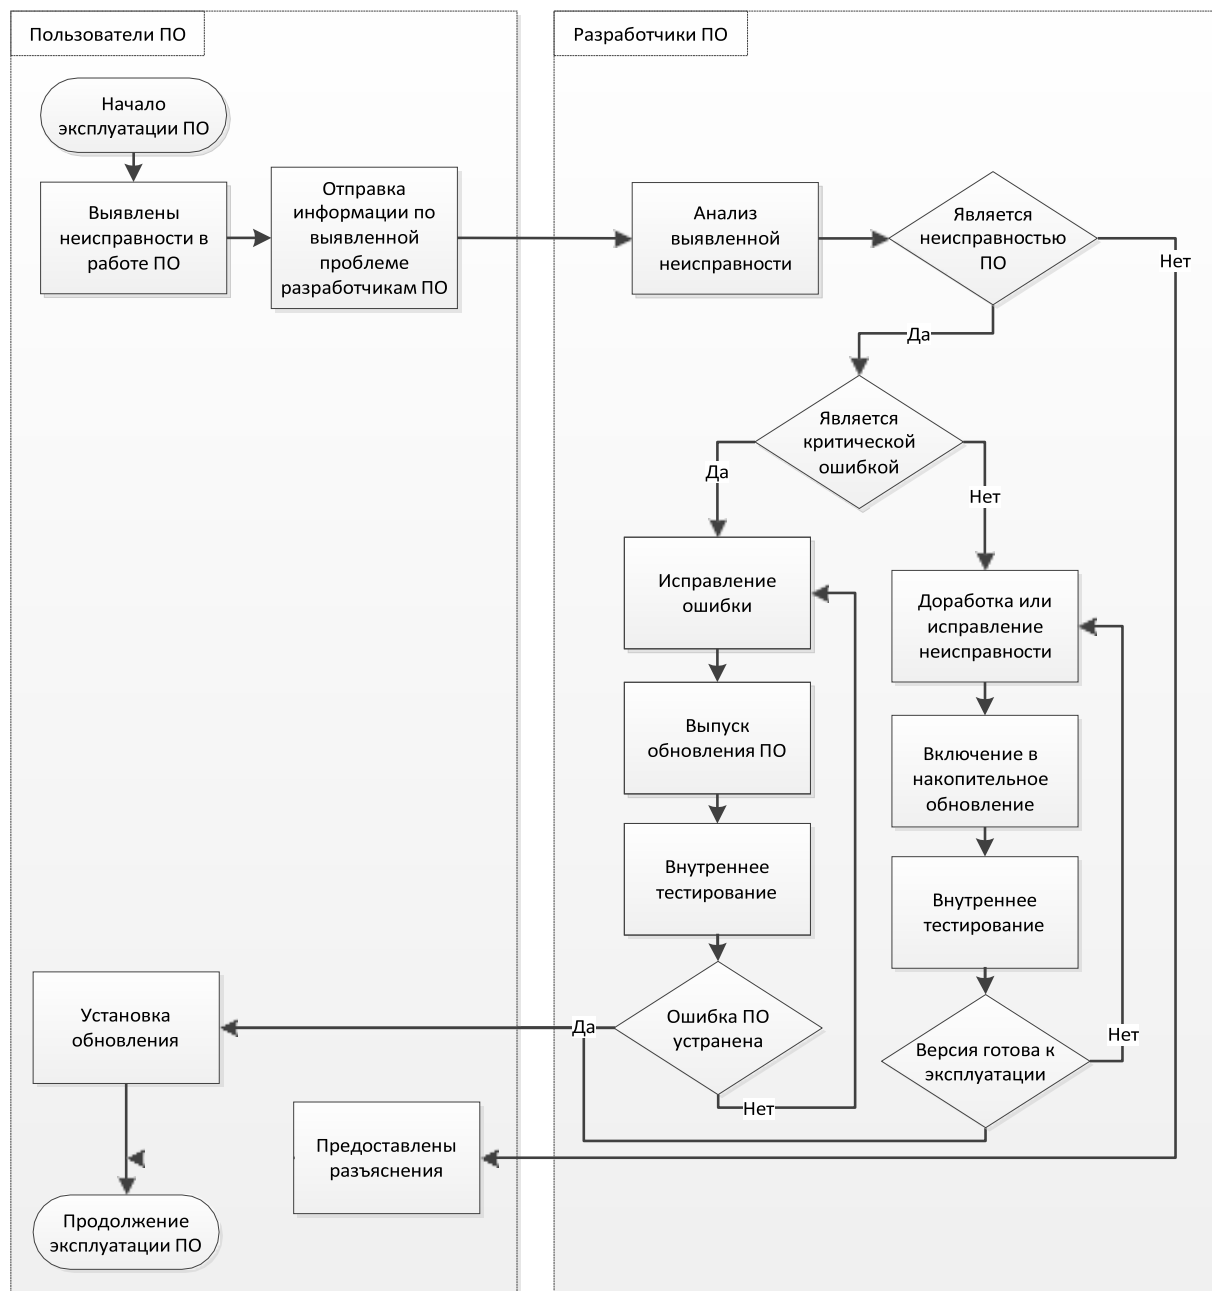 Пользователи ПО
Разработчики ПО
Начало
эксплуатации ПО
Выявлены
неисправности в
работе ПО
Отправка
информации по
выявленной
проблеме
разработчикам ПО
Анализ
выявленной
неисправности
Является
неисправностью
ПО
Нет
Да
Является
критической
ошибкой
Да
Нет
Исправление
ошибки
Доработка или
исправление
неисправности
Выпуск
обновления ПО
Включение в
накопительное
обновление
Внутреннее
тестирование
Внутреннее
тестирование
Установка
обновления
Да
Ошибка ПО
устранена
Версия готова к
эксплуатации
Нет
Нет
Предоставлены
разъяснения
Продолжение
эксплуатации ПО